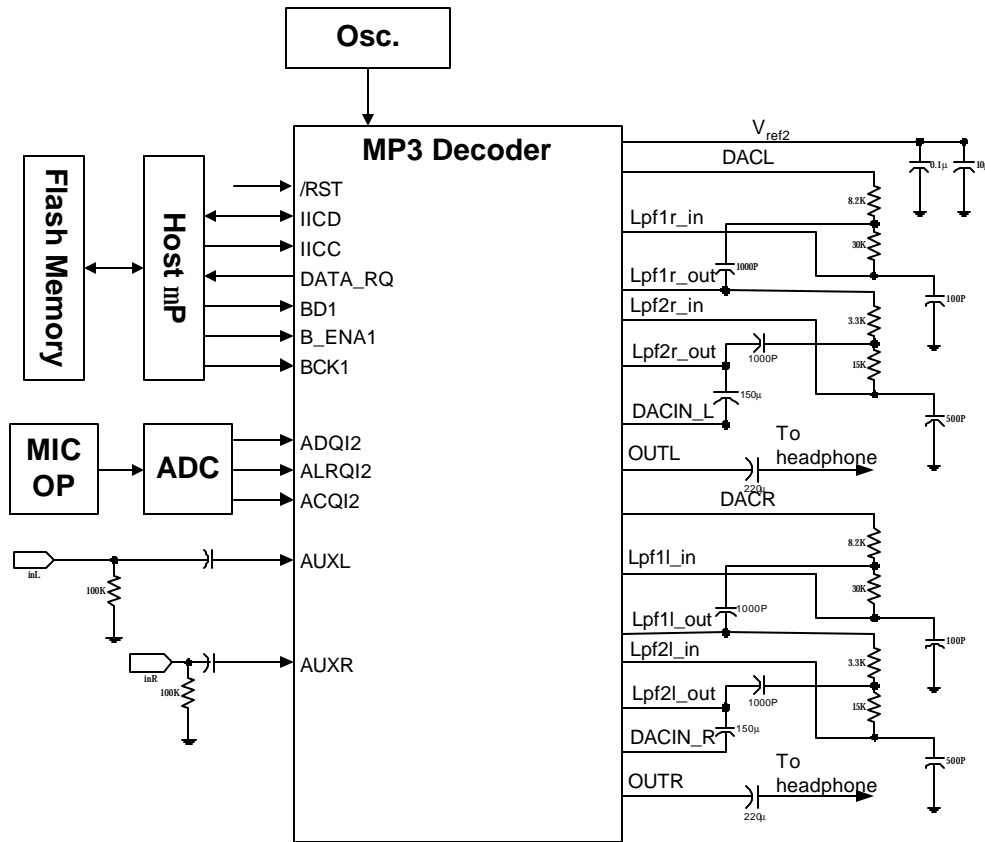 Osc.
MP3 Decoder
Flash Memory
Host mP
/RST
IICD
IICC
DATA_RQ
BD1
B_ENA1
BCK1
MIC
OP
ADC
ADQI2
ALRQI2
ACQI2
inL
100K
AUXL
inR
100K
AUXR
Vref2
0.1µ
10µ
DACL
8.2K
Lpf1r_in
30K
1000P
Lpf1r_out
100P
Lpf2r_in
3.3K
Lpf2r_out
1000P
15K
150µ
DACIN_L
500P
OUTL
To
headphone
220µ
DACR
8.2K
Lpf1l_in
30K
1000P
Lpf1l_out
100P
Lpf2l_in
3.3K
Lpf2l_out
1000P
15K
150µ
DACIN_R
500P
OUTR
To
headphone
220µ